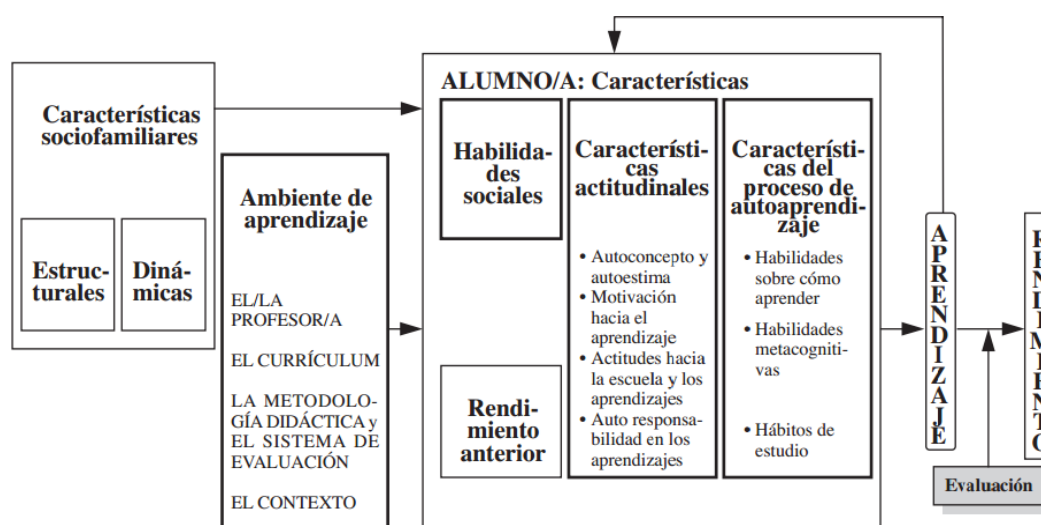 Características
sociofamiliares
Estruc-
turales
Diná-
micas
Ambiente de
aprendizaje
EL/LA
PROFESOR/A
EL CURRÍCULUM
LA METODOLO-
GÍA DIDÁCTICA y
EL SISTEMA DE
EVALUACIÓN
EL CONTEXTO
ALUMNO/A: Características
Habilida-
des
sociales
Rendi-
miento
anterior
Característi-
cas
actitudinales
• Autoconcepto y
autoestima
• Motivación
hacia el
aprendizaje
• Actitudes hacia
la escuela y los
aprendizajes
• Auto responsa-
bilidad en los
aprendizajes
Característi-
cas del
proceso de
autoaprendi-
zaje
• Habilidades
sobre cómo
aprender
• Habilidades
metacogniti-
vas
• Hábitos de
estudio
APRENDIZAJE
RENDIMIENTO
Evaluación